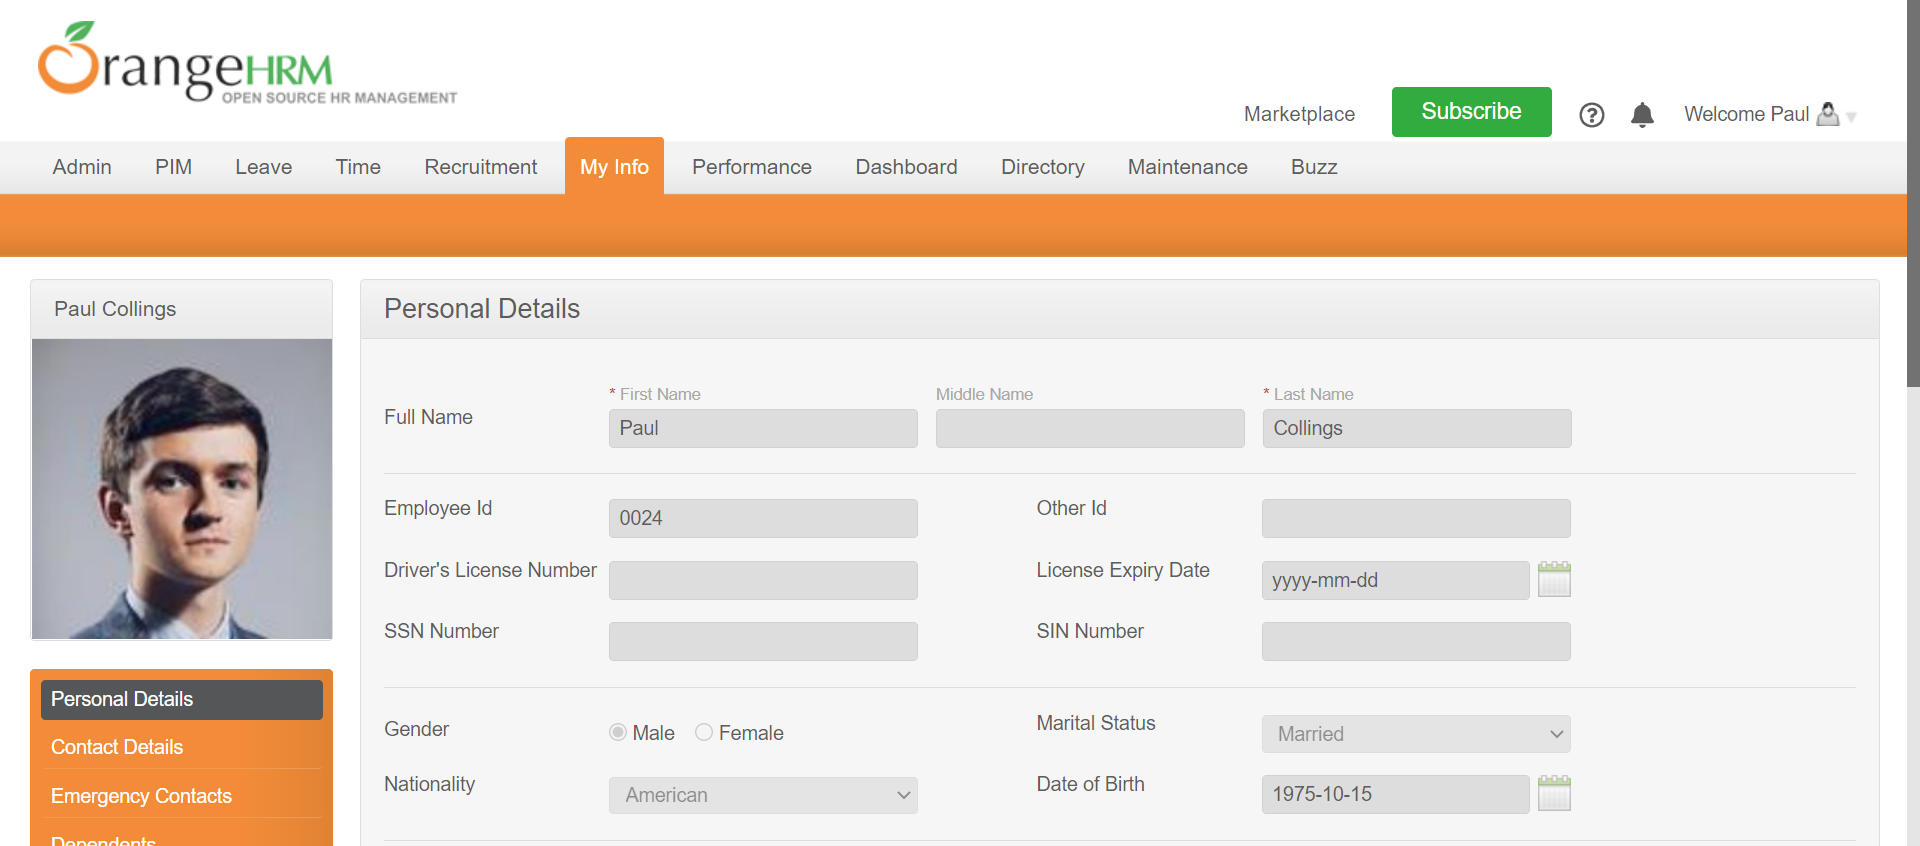 OrangeHRM
OPEN SOURCE HR MANAGEMENT
Marketplace Subscribe Welcome Paul
Admin PIM Leave Time Recruitment My Info Performance Dashboard Directory Maintenance Buzz
Paul Collings
Personal Details
* First Name Middle Name * Last Name
Full Name Paul Collings
Employee Id 0024 Other Id
Driver's License Number License Expiry Date yyyy-mm-dd
SSN Number SIN Number
Gender Male Female Marital Status Married
Nationality American Date of Birth 1975-10-15
Personal Details
Contact Details
Emergency Contacts
Dependents